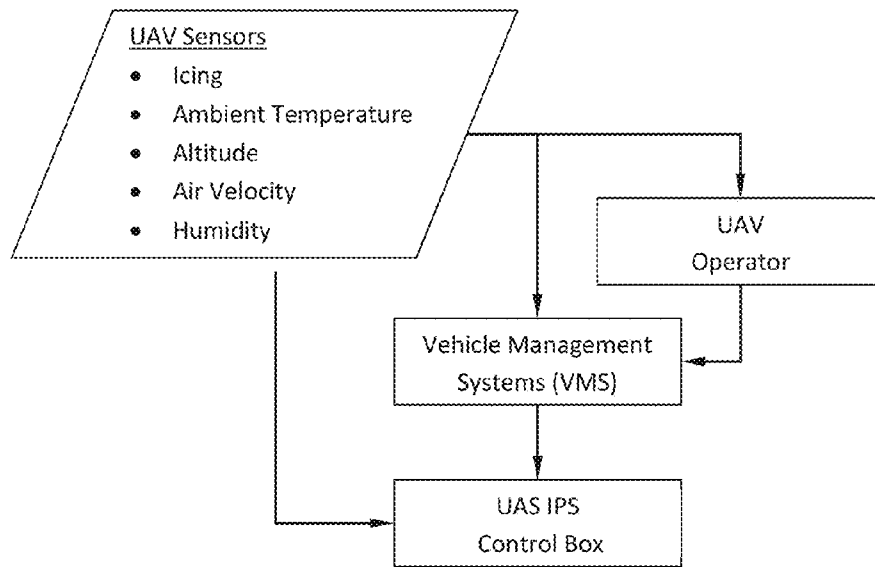 UAV Sensors
• Icing
• Ambient Temperature
• Altitude
• Air Velocity
• Humidity
UAV
Operator
Vehicle Management
Systems (VMS)
UAS IPS
Control Box